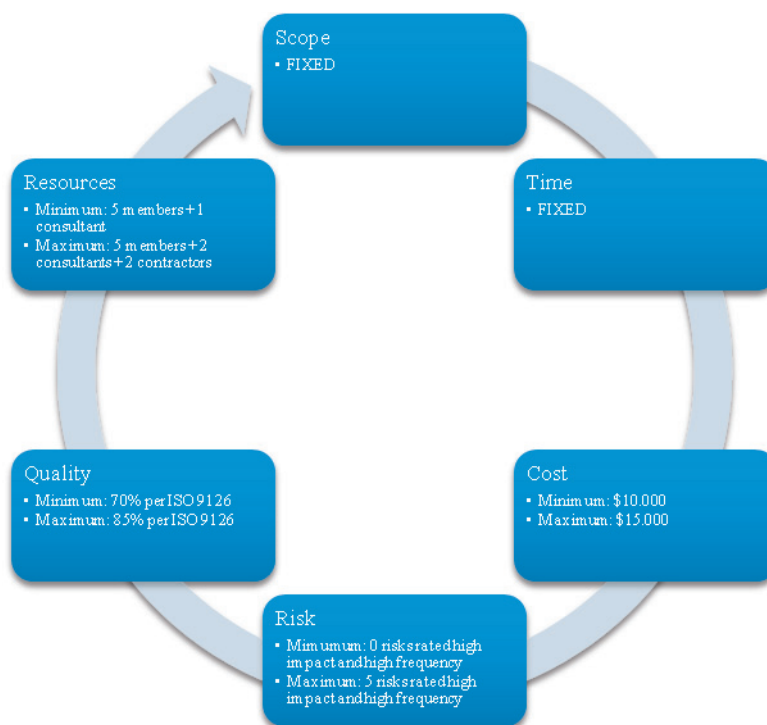 Scope
▪ FIXED
Time
▪ FIXED
Cost
▪ Minimum: $10.000
▪ Maximum: $15.000
Risk
▪ Mimumum: 0 risks rated high
impact and high frequency
▪ Maximum: 5 risks rated high
impact and high frequency
Quality
▪ Minimum: 70% per ISO 9126
▪ Maximum: 85% per ISO 9126
Resources
▪ Minimum: 5 members + 1
consultant
▪ Maximum: 5 members + 2
consultants + 2 contractors